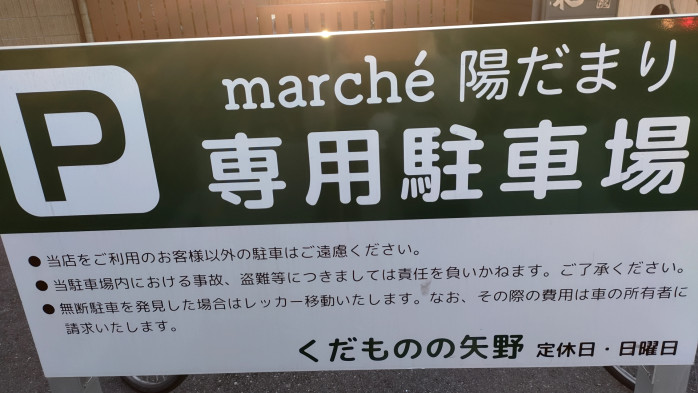 P
marché 陽だまり
専用駐車場
● 当店をご利用のお客様以外の駐車はご遠慮ください。
● 当駐車場内における事故、盗難等につきましては責任を負いかねます。ご了承ください。
● 無断駐車を発見した場合はレッカー移動いたします。なお、その際の費用は車の所有者に
請求いたします。
くだものの矢野 定休日・日曜日